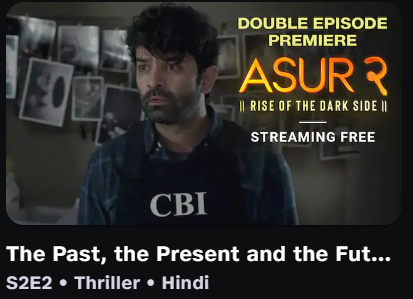 DOUBLE EPISODE
PREMIERE
ASUR 2
|| RISE OF THE DARK SIDE ||
STREAMING FREE
CBI
The Past, the Present and the Fut...
S2E2 • Thriller • Hindi